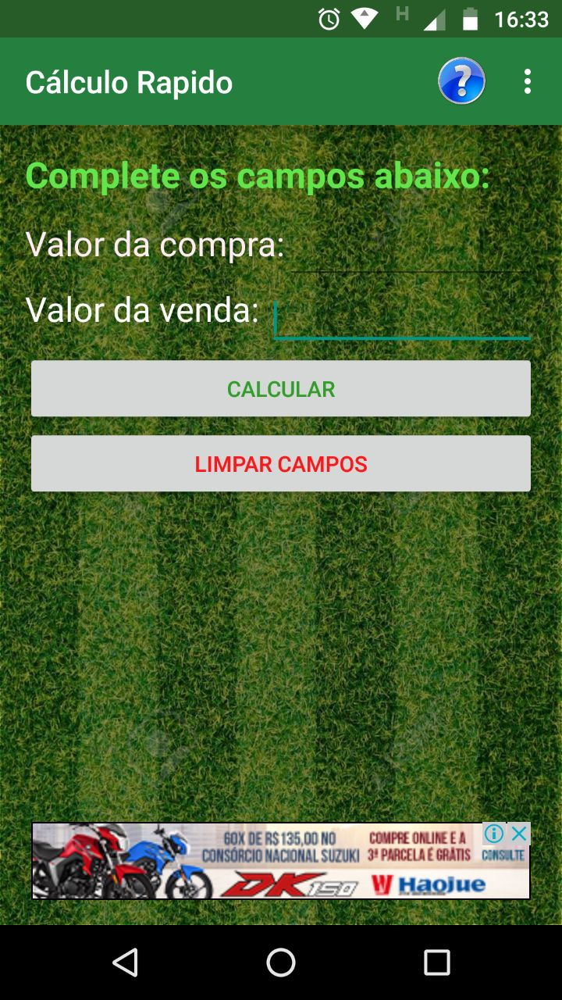 H
16:33
Cálculo Rapido
?
Complete os campos abaixo:
Valor da compra:
Valor da venda:
CALCULAR
LIMPAR CAMPOS
60X DE R$135,00 NO
CONSÓRCIO NACIONAL SUZUKI
COMPRE ONLINE E A
3ª PARCELA É GRÁTIS
CONSULTE
DK150
Haojue